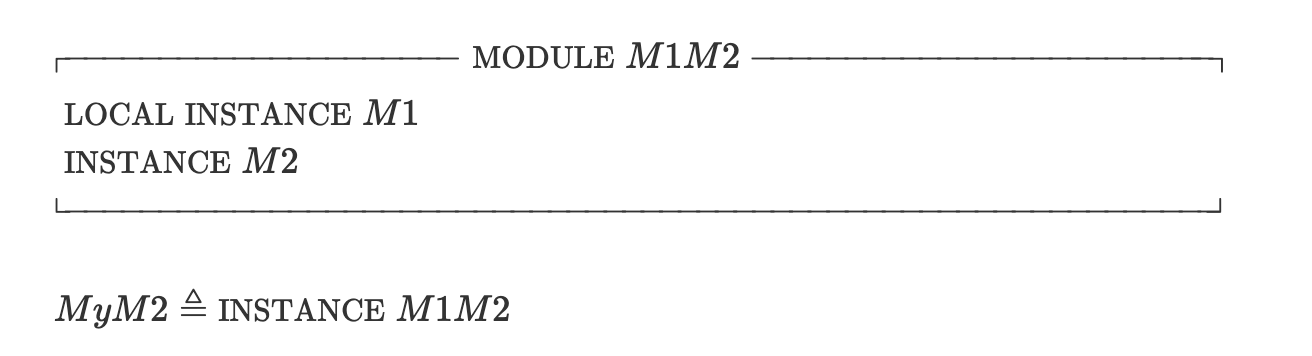 MODULE M1M2
LOCAL INSTANCE M1
INSTANCE M2
MyM2 ≜ INSTANCE M1M2